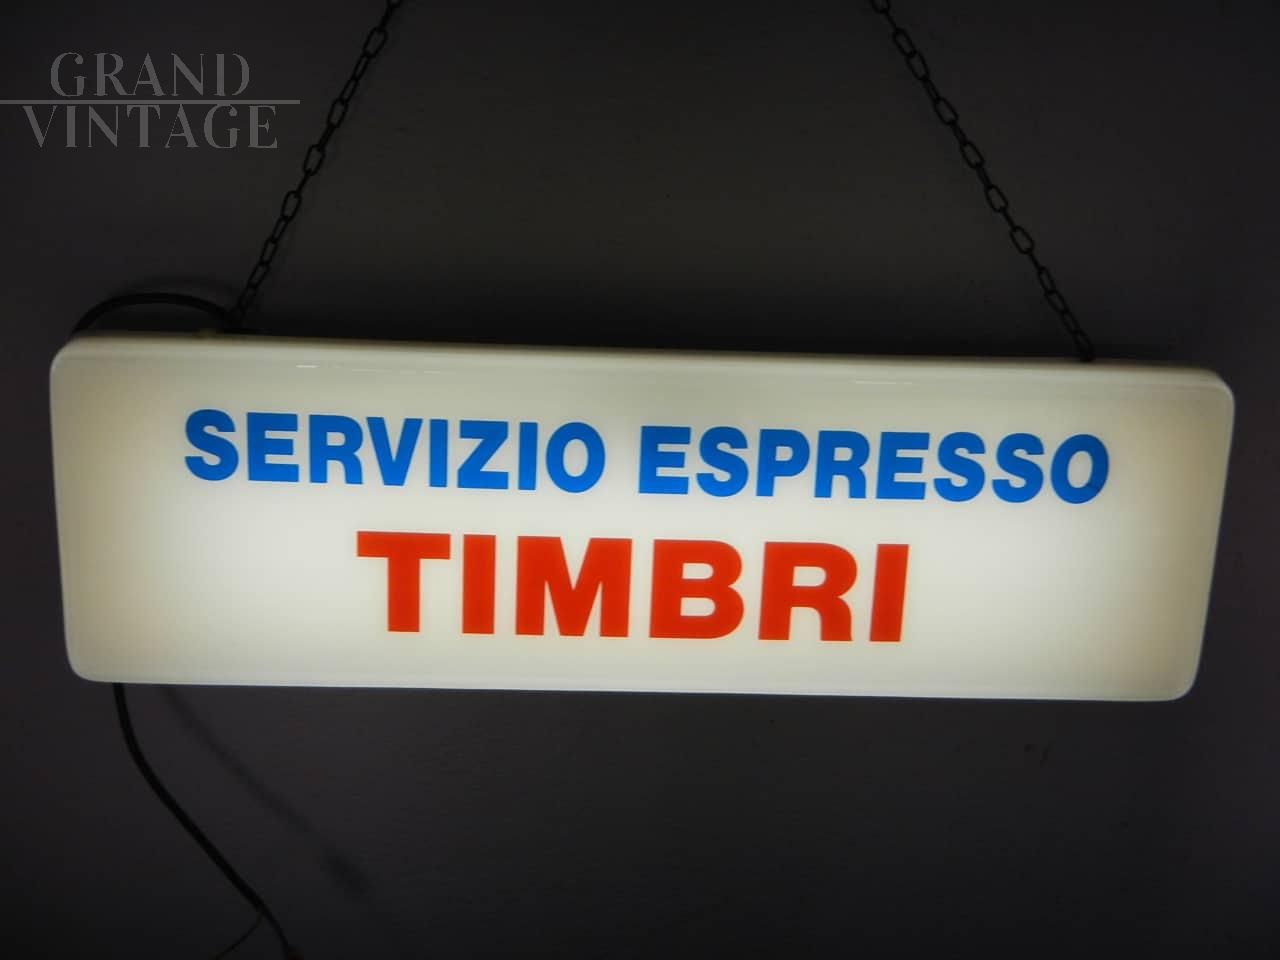 GRAND
VINTAGE
SERVIZIO ESPRESSO
TIMBRI